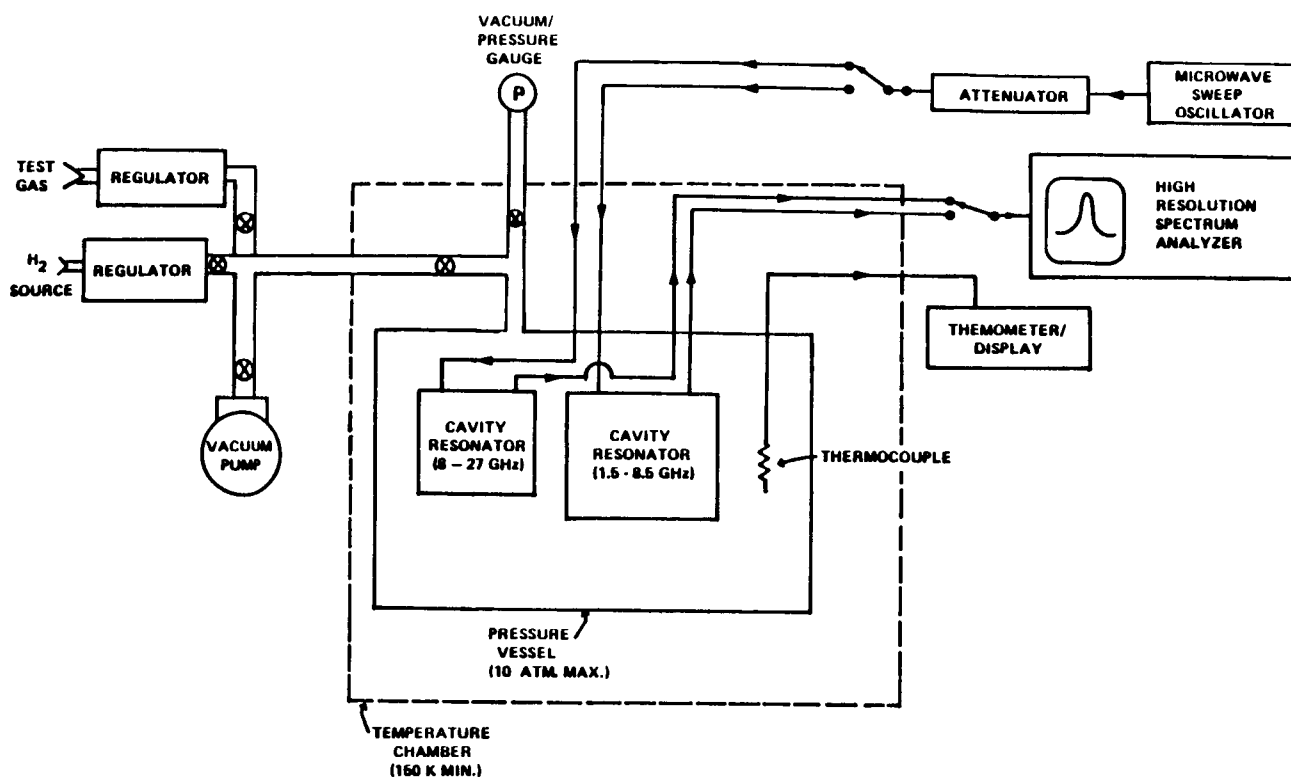 VACUUM/
PRESSURE
GAUGE
P
ATTENUATOR
MICROWAVE
SWEEP
OSCILLATOR
TEST
GAS
REGULATOR
HIGH
RESOLUTION
SPECTRUM
ANALYZER
H2
SOURCE
REGULATOR
THEMOMETER/
DISPLAY
CAVITY
RESONATOR
(8 – 27 GHz)
CAVITY
RESONATOR
(1.5 - 8.5 GHz)
THERMOCOUPLE
VACUUM
PUMP
PRESSURE
VESSEL
(10 ATM. MAX.)
TEMPERATURE
CHAMBER
(150 K MIN.)